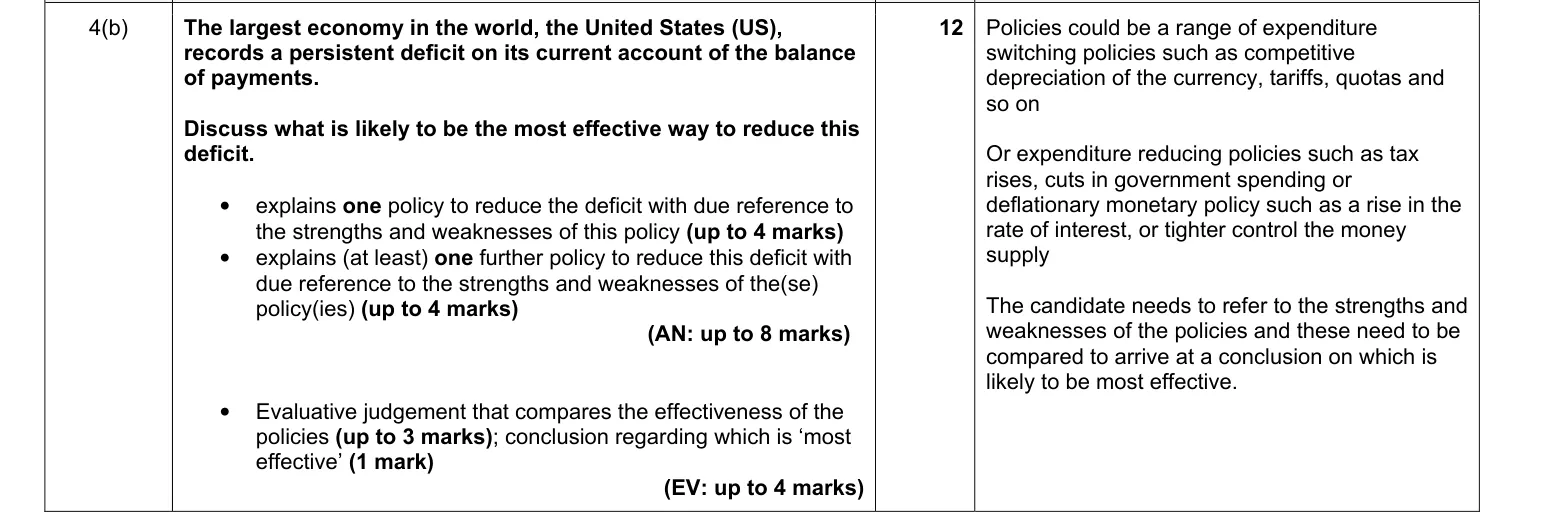 4(b)
The largest economy in the world, the United States (US),
records a persistent deficit on its current account of the balance
of payments.
Discuss what is likely to be the most effective way to reduce this
deficit.
• explains one policy to reduce the deficit with due reference to
the strengths and weaknesses of this policy (up to 4 marks)
• explains (at least) one further policy to reduce this deficit with
due reference to the strengths and weaknesses of the(se)
policy(ies) (up to 4 marks)
(AN: up to 8 marks)
• Evaluative judgement that compares the effectiveness of the
policies (up to 3 marks); conclusion regarding which is ‘most
effective’ (1 mark)
(EV: up to 4 marks)
12
Policies could be a range of expenditure
switching policies such as competitive
depreciation of the currency, tariffs, quotas and
so on
Or expenditure reducing policies such as tax
rises, cuts in government spending or
deflationary monetary policy such as a rise in the
rate of interest, or tighter control the money
supply
The candidate needs to refer to the strengths and
weaknesses of the policies and these need to be
compared to arrive at a conclusion on which is
likely to be most effective.